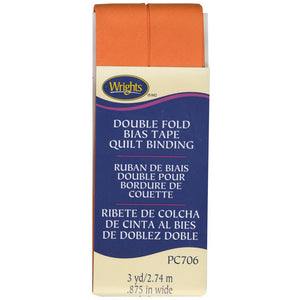 Wrights
DOUBLE FOLD
BIAS TAPE
QUILT BINDING
RUBAN DE BIAIS
DOUBLE POUR
BORDURE DE
COUETTE
RIBETE DE COLCHA
DE CINTA AL BIES
DE DOBLEZ DOBLE
PC706
3 yd/2.74 m
.875 in wide